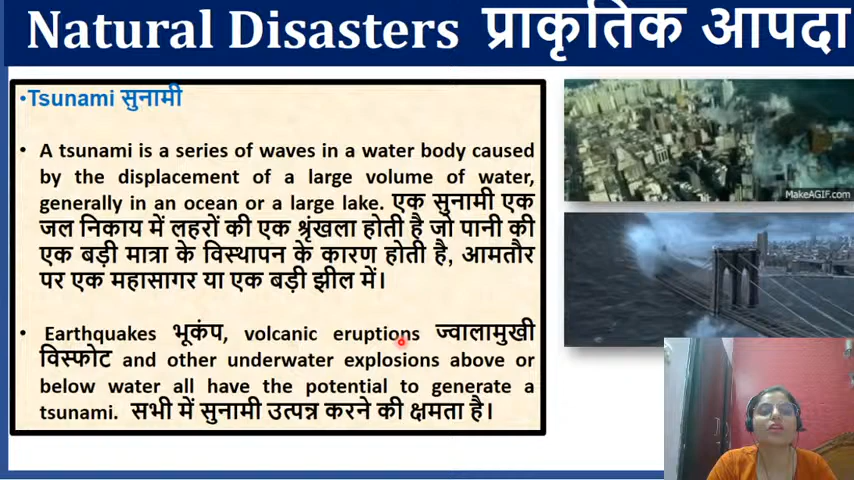 Natural Disasters प्राकृतिक आपदा
•Tsunami सुनामी
• A tsunami is a series of waves in a water body caused
by the displacement of a large volume of water,
generally in an ocean or a large lake. एक सुनामी एक
जल निकाय में लहरों की एक श्रृंखला होती है जो पानी की
एक बड़ी मात्रा के विस्थापन के कारण होती है, आमतौर
पर एक महासागर या एक बड़ी झील में।
• Earthquakes भूकंप, volcanic eruptions ज्वालामुखी
विस्फोट and other underwater explosions above or
below water all have the potential to generate a
tsunami. सभी में सुनामी उत्पन्न करने की क्षमता है।
MakeAGIF.com